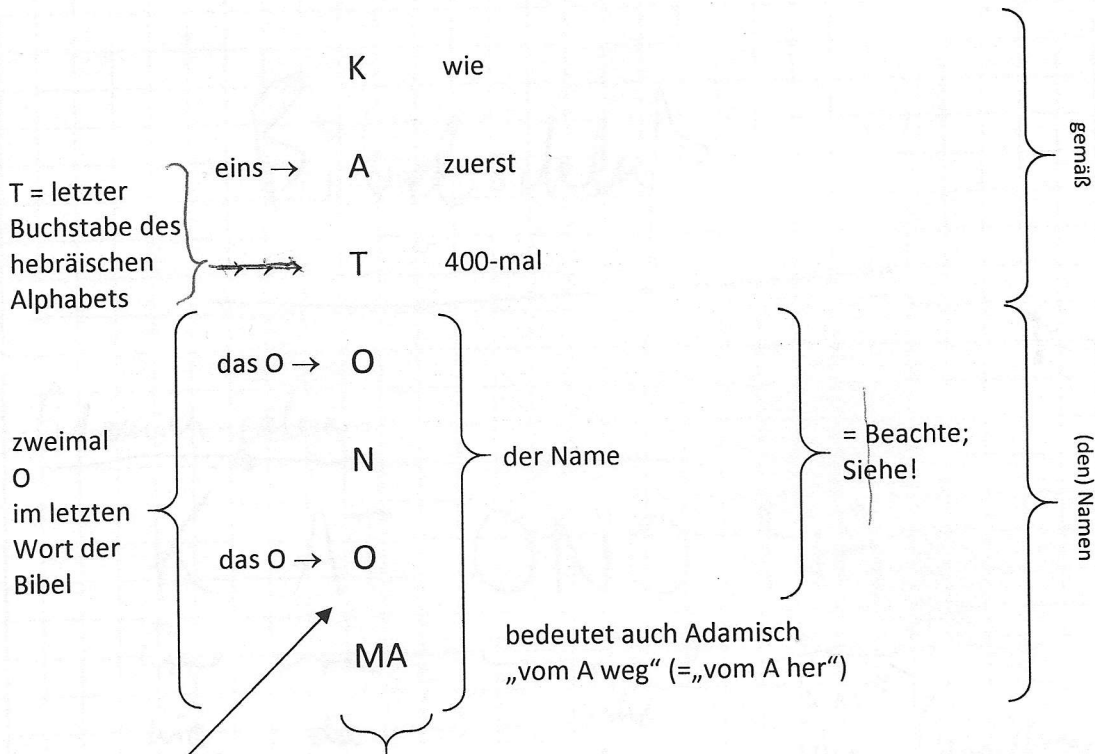 K wie
eins → A zuerst
T = letzter
Buchstabe des
hebräischen
Alphabets
→→→ T 400-mal
das O → O
zweimal
O
im letzten
Wort der
Bibel
N
das O → O
MA
der Name
= Beachte;
Siehe!
bedeutet auch Adamisch
„vom A weg“ (=„vom A her“)
gemäß
(den) Namen